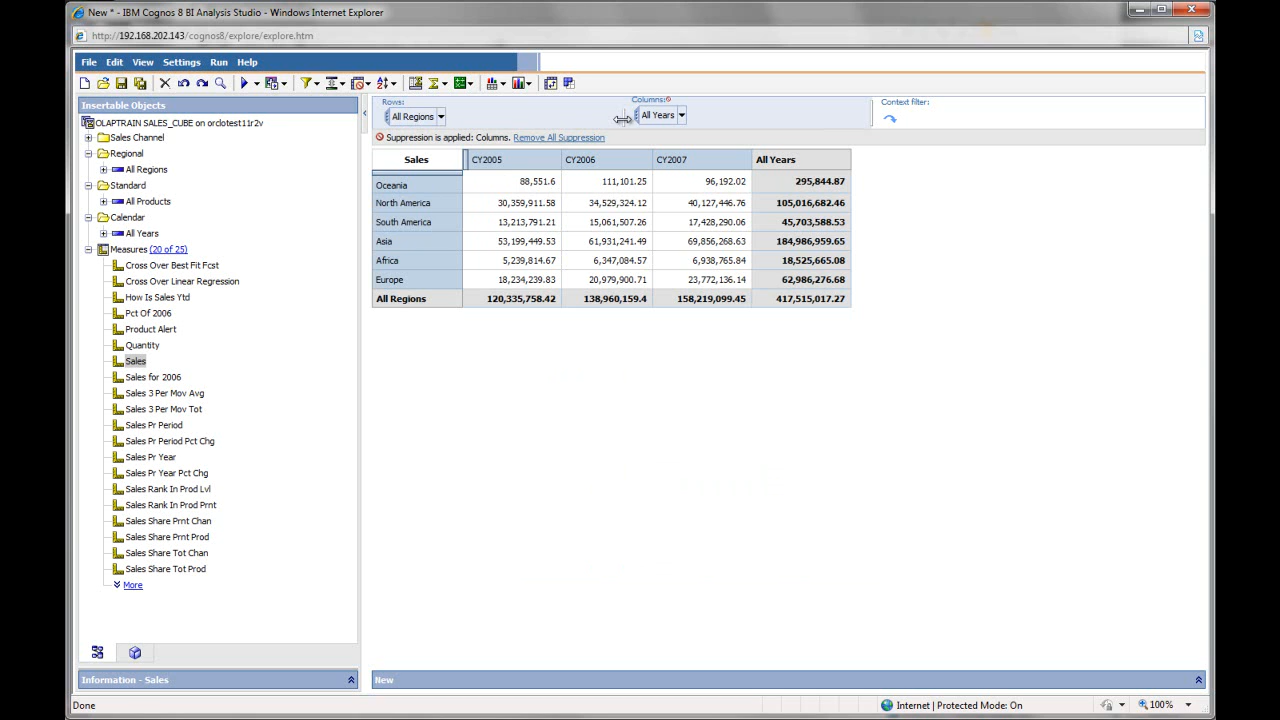 New * - IBM Cognos 8 BI Analysis Studio - Windows Internet Explorer
http://192.168.202.143/cognos8/explore/explore.htm
File Edit View Settings Run Help
Insertable Objects
OLAPTRAIN SALES_CUBE on orclotest11r2v
Sales Channel
Regional
All Regions
Standard
All Products
Calendar
All Years
Measures (20 of 25)
Cross Over Best Fit Fcst
Cross Over Linear Regression
How Is Sales Ytd
Pct Of 2006
Product Alert
Quantity
Sales
Sales for 2006
Sales 3 Per Mov Avg
Sales 3 Per Mov Tot
Sales Pr Period
Sales Pr Period Pct Chg
Sales Pr Year
Sales Pr Year Pct Chg
Sales Rank In Prod Lvl
Sales Rank In Prod Prnt
Sales Share Prnt Chan
Sales Share Prnt Prod
Sales Share Tot Chan
Sales Share Tot Prod
More
Information - Sales
Rows: Columns: Context filter:
All Regions All Years
Suppression is applied: Columns. Remove All Suppression
Sales CY2005 CY2006 CY2007 All Years
Oceania 88,551.6 111,101.25 96,192.02 295,844.87
North America 30,359,911.58 34,529,324.12 40,127,446.76 105,016,682.46
South America 13,213,791.21 15,061,507.26 17,428,290.06 45,703,588.53
Asia 53,199,449.53 61,931,241.49 69,856,268.63 184,986,959.65
Africa 5,239,814.67 6,347,084.57 6,938,765.84 18,525,665.08
Europe 18,234,239.83 20,979,900.71 23,772,136.14 62,986,276.68
All Regions 120,335,758.42 138,960,159.4 158,219,099.45 417,515,017.27
New
Done Internet | Protected Mode: On 100%